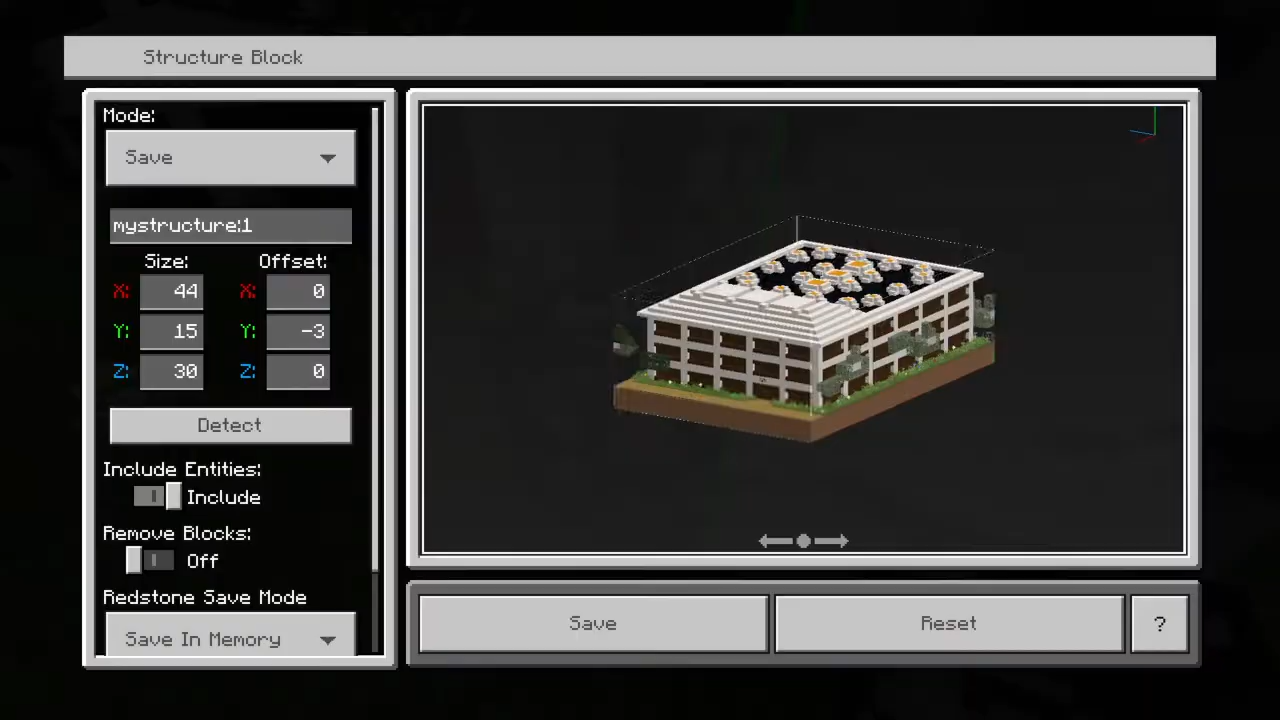 Structure Block
Mode:
Save
mystructure:1
Size: Offset:
X: 44 X: 0
Y: 15 Y: -3
Z: 30 Z: 0
Detect
Include Entities:
Include
Remove Blocks:
Off
Redstone Save Mode
Save In Memory
Save Reset ?